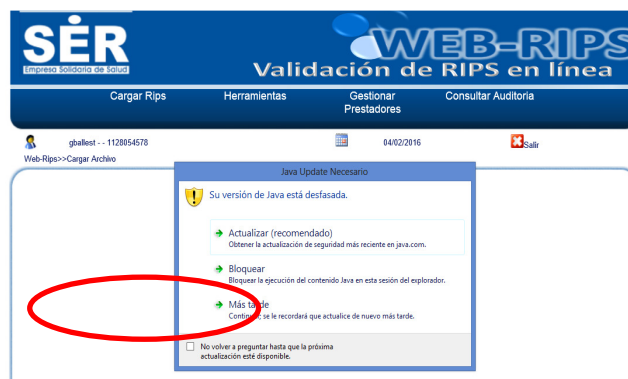 SER
Empresa Solidaria de Salud
WEB-RIPS
Validación de RIPS en línea
Cargar Rips Herramientas Gestionar Prestadores Consultar Auditoria
gballest - - 1128054578 04/02/2016 Salir
Web-Rips>>Cargar Archivo
Java Update Necesario
Su versión de Java está desfasada.
Actualizar (recomendado)
Obtener la actualización de seguridad más reciente en java.com.
Bloquear
Bloquear la ejecución del contenido Java en esta sesión del explorador.
Más tarde
Continuar; se le recordará que actualice de nuevo más tarde.
No volver a preguntar hasta que la próxima
actualización esté disponible.